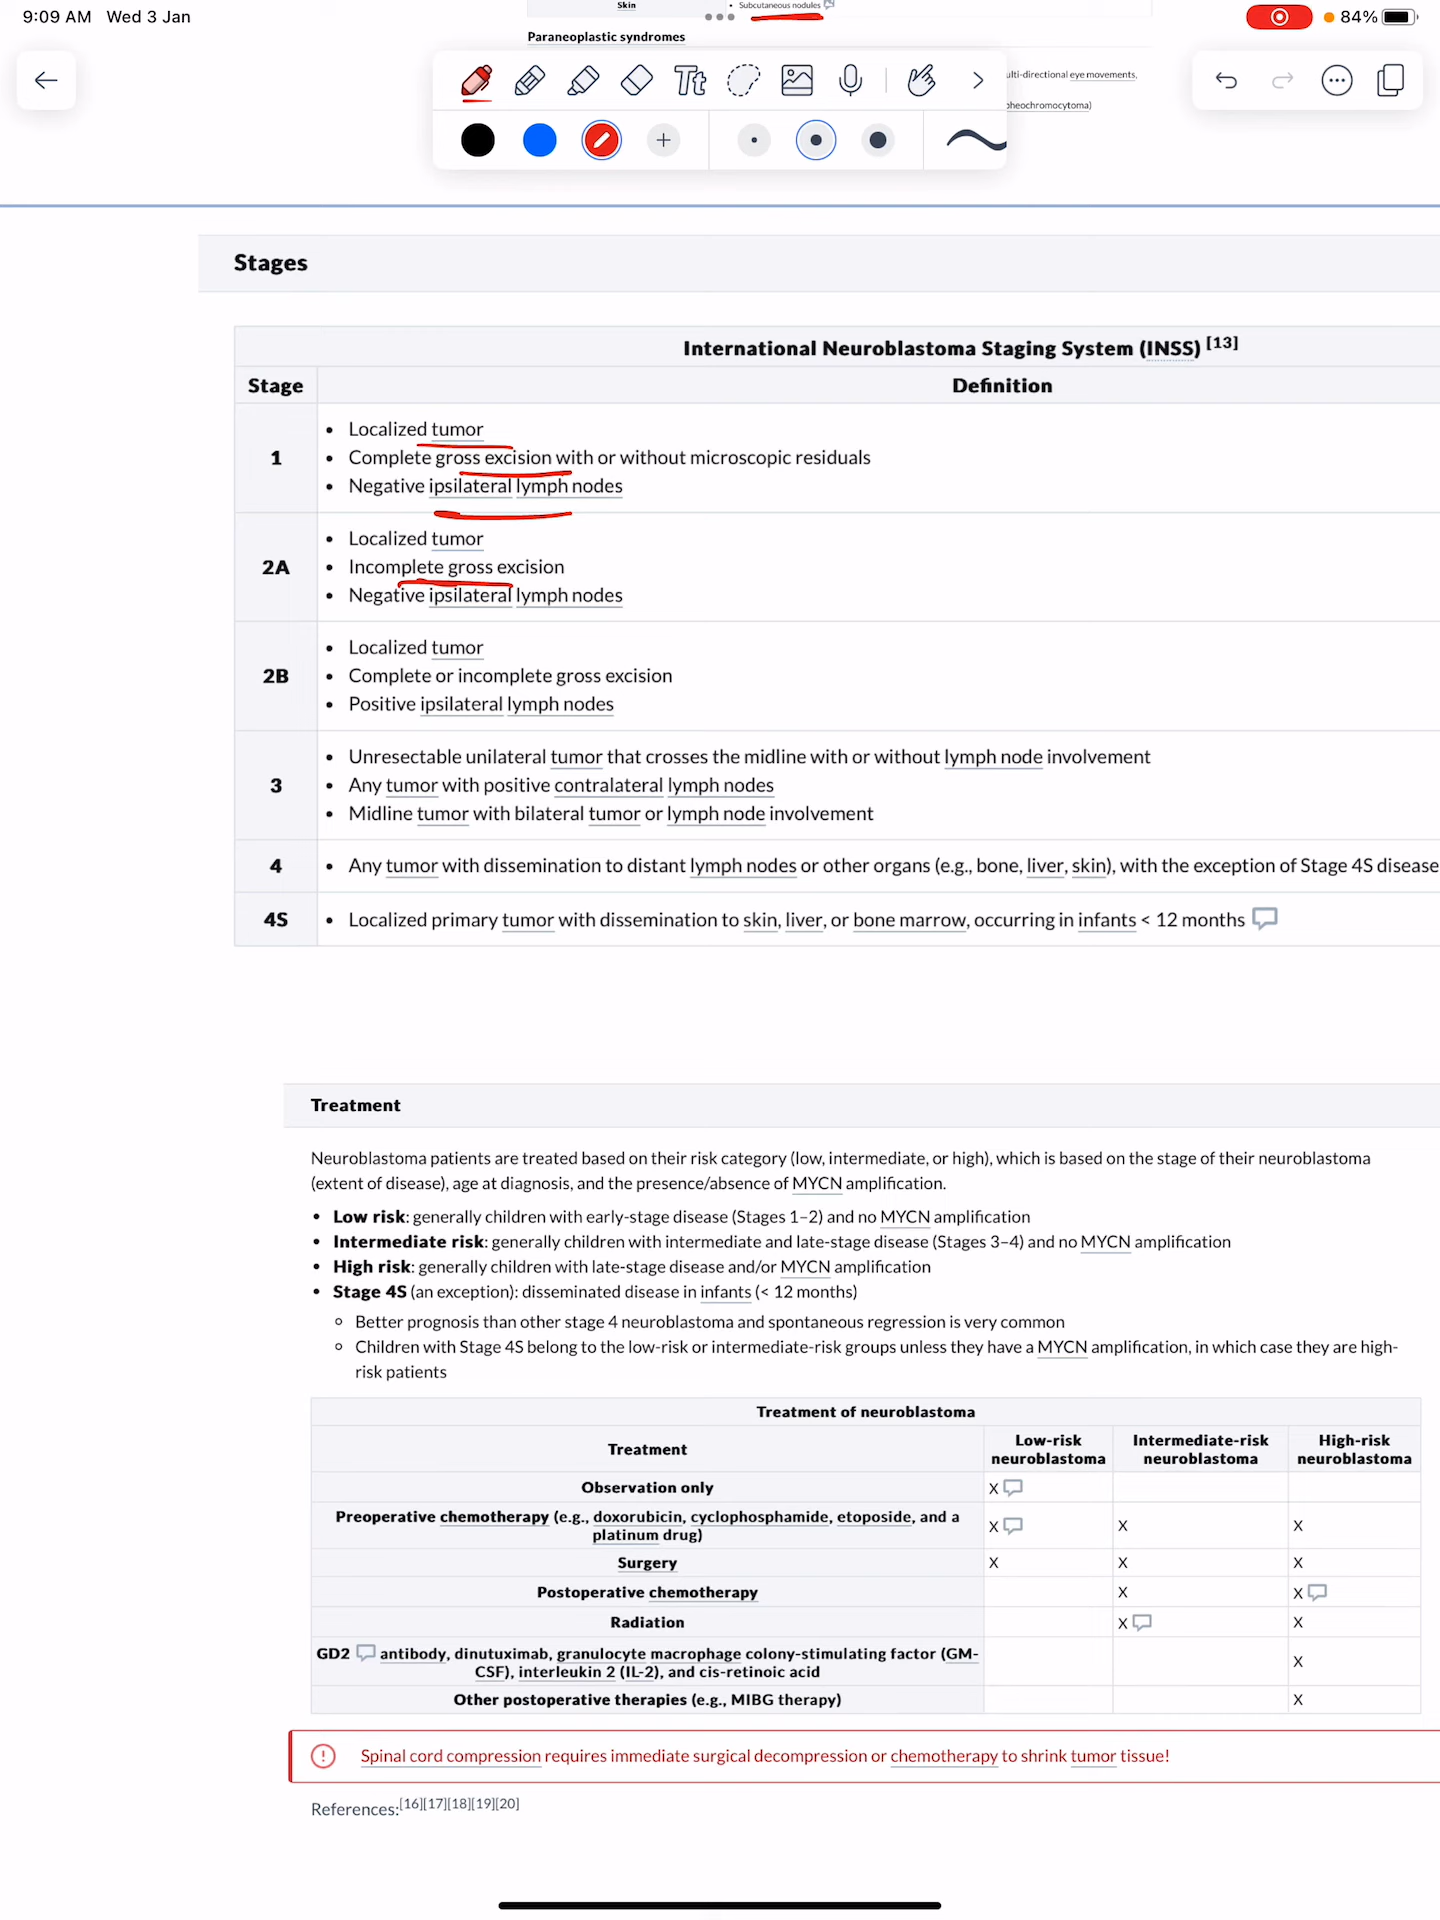 9:09 AM Wed 3 Jan
84%
Skin
• Subcutaneous nodules
Paraneoplastic syndromes
ulti-directional eye movements,
pheochromocytoma)
Tt
Stages
International Neuroblastoma Staging System (INSS) [13]
Stage Definition
1
• Localized tumor
• Complete gross excision with or without microscopic residuals
• Negative ipsilateral lymph nodes
2A
• Localized tumor
• Incomplete gross excision
• Negative ipsilateral lymph nodes
2B
• Localized tumor
• Complete or incomplete gross excision
• Positive ipsilateral lymph nodes
3
• Unresectable unilateral tumor that crosses the midline with or without lymph node involvement
• Any tumor with positive contralateral lymph nodes
• Midline tumor with bilateral tumor or lymph node involvement
4
• Any tumor with dissemination to distant lymph nodes or other organs (e.g., bone, liver, skin), with the exception of Stage 4S disease
4S
• Localized primary tumor with dissemination to skin, liver, or bone marrow, occurring in infants < 12 months
Treatment
Neuroblastoma patients are treated based on their risk category (low, intermediate, or high), which is based on the stage of their neuroblastoma
(extent of disease), age at diagnosis, and the presence/absence of MYCN amplification.
• Low risk: generally children with early-stage disease (Stages 1–2) and no MYCN amplification
• Intermediate risk: generally children with intermediate and late-stage disease (Stages 3–4) and no MYCN amplification
• High risk: generally children with late-stage disease and/or MYCN amplification
• Stage 4S (an exception): disseminated disease in infants (< 12 months)
Better prognosis than other stage 4 neuroblastoma and spontaneous regression is very common
Children with Stage 4S belong to the low-risk or intermediate-risk groups unless they have a MYCN amplification, in which case they are high-
risk patients
Treatment of neuroblastoma
Treatment
Low-risk
neuroblastoma
Intermediate-risk
neuroblastoma
High-risk
neuroblastoma
Observation only X
Preoperative chemotherapy (e.g., doxorubicin, cyclophosphamide, etoposide, and a
platinum drug)
X X X
Surgery X X X
Postoperative chemotherapy X X
Radiation X X
GD2 antibody, dinutuximab, granulocyte macrophage colony-stimulating factor (GM-
CSF), interleukin 2 (IL-2), and cis-retinoic acid
X
Other postoperative therapies (e.g., MIBG therapy) X
Spinal cord compression requires immediate surgical decompression or chemotherapy to shrink tumor tissue!
References:[16][17][18][19][20]